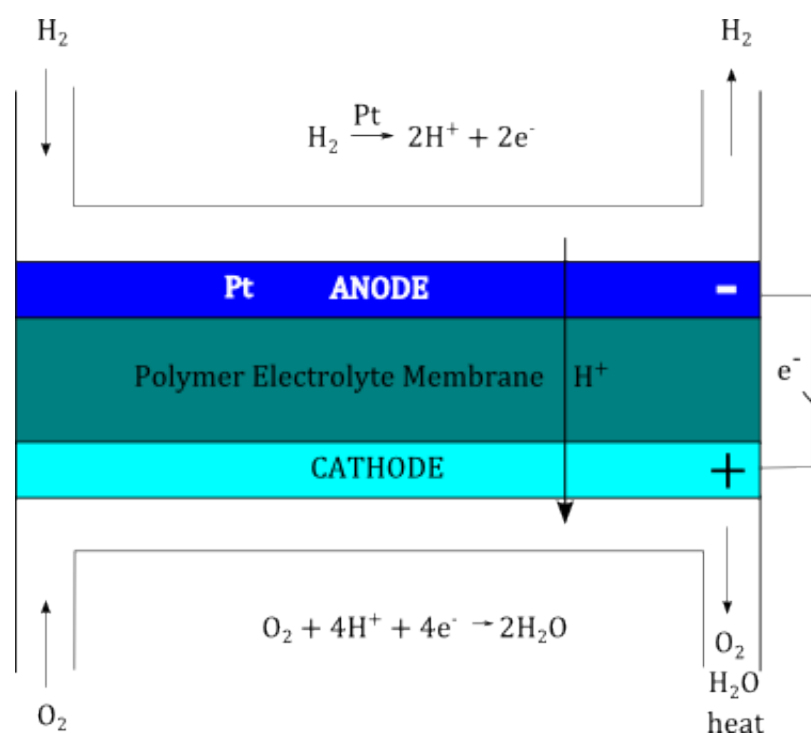 H₂ H₂
Pt
H₂ → 2H⁺ + 2e⁻
Pt ANODE -
Polymer Electrolyte Membrane H⁺ e⁻
CATHODE +
O₂ + 4H⁺ + 4e⁻ → 2H₂O
O₂
H₂O
O₂ heat